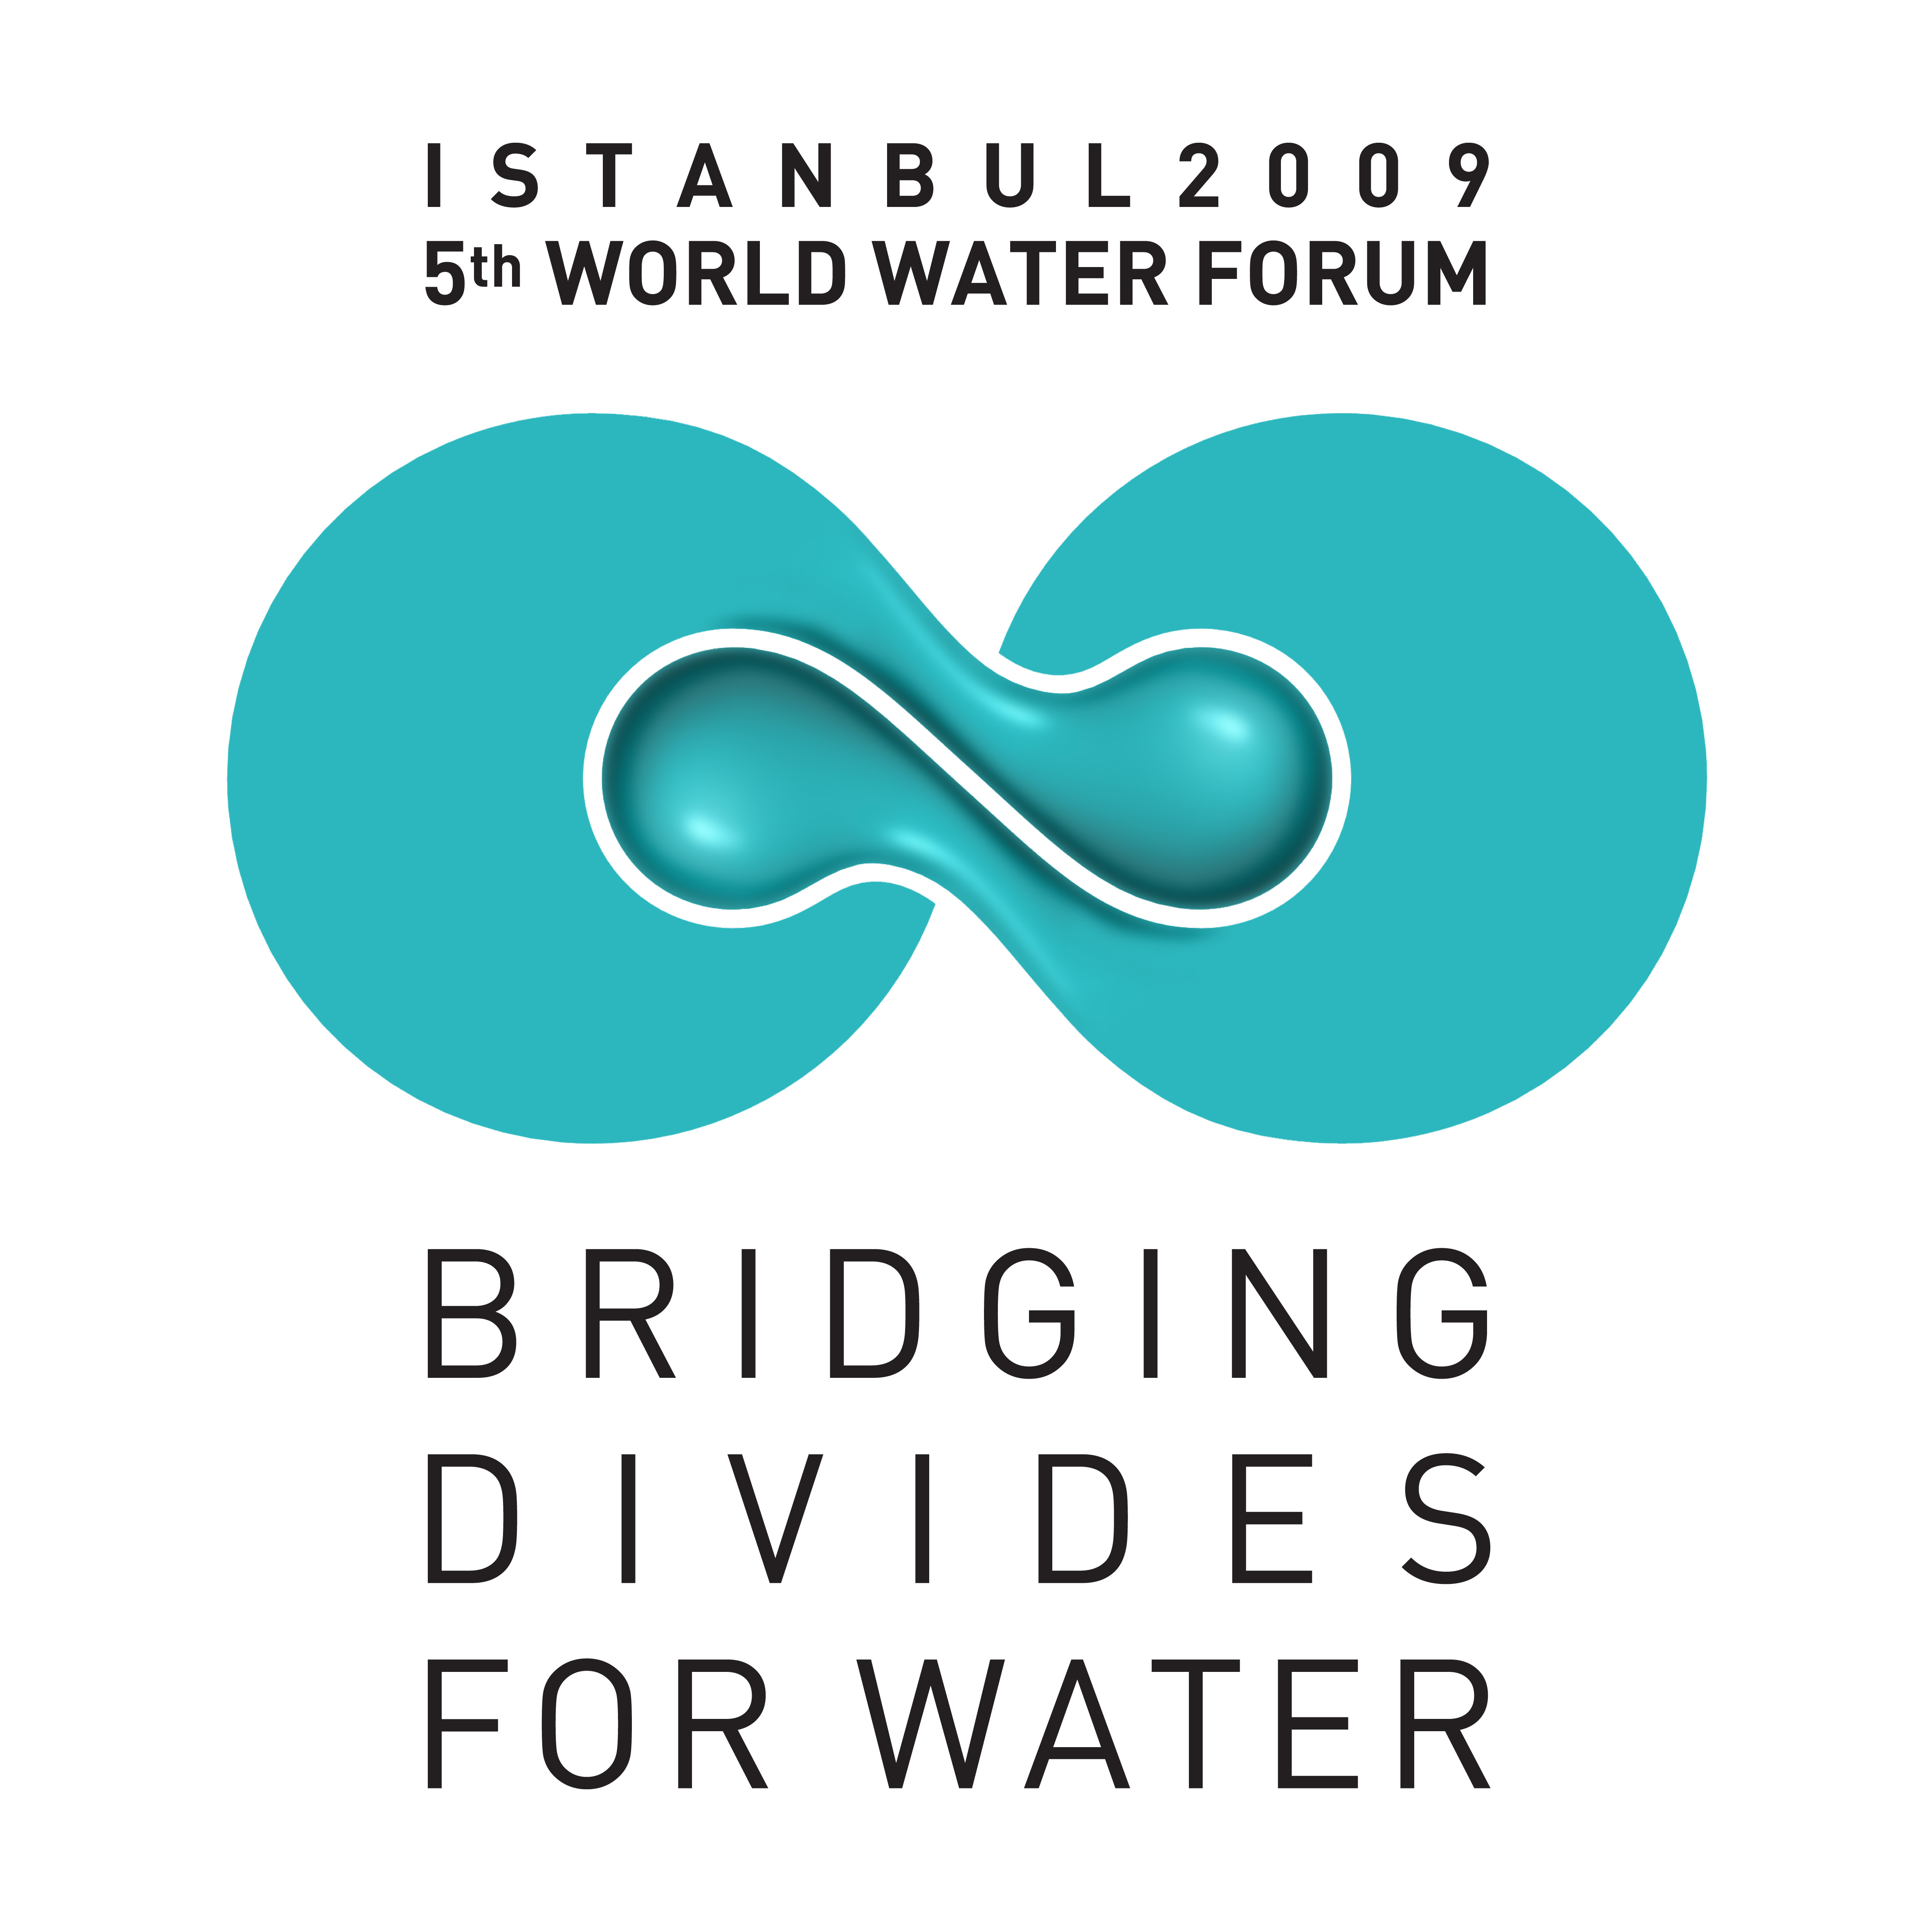 ISTANBUL2009
5th WORLD WATER FORUM
BRIDGING
DIVIDES
FOR WATER